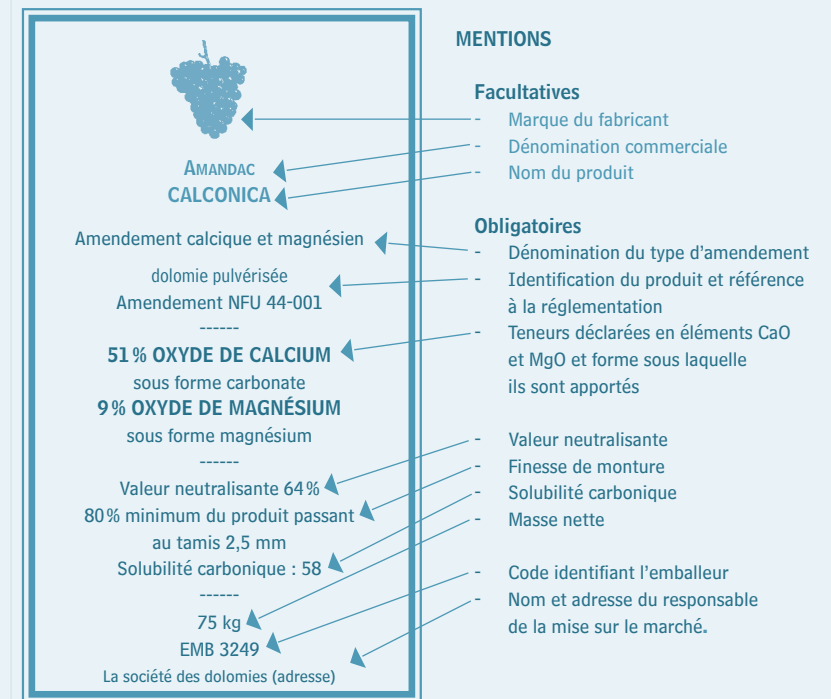 AMANDAC
CALCONICA
Amendement calcique et magnésien
dolomie pulvérisée
Amendement NFU 44-001
------
51 % OXYDE DE CALCIUM
sous forme carbonate
9 % OXYDE DE MAGNÉSIUM
sous forme magnésium
------
Valeur neutralisante 64 %
80 % minimum du produit passant
au tamis 2,5 mm
Solubilité carbonique : 58
------
75 kg
EMB 3249
La société des dolomies (adresse)
MENTIONS
Facultatives
- Marque du fabricant
- Dénomination commerciale
- Nom du produit
Obligatoires
- Dénomination du type d’amendement
- Identification du produit et référence
à la réglementation
- Teneurs déclarées en éléments CaO
et MgO et forme sous laquelle
ils sont apportés
- Valeur neutralisante
- Finesse de monture
- Solubilité carbonique
- Masse nette
- Code identifiant l’emballeur
- Nom et adresse du responsable
de la mise sur le marché.